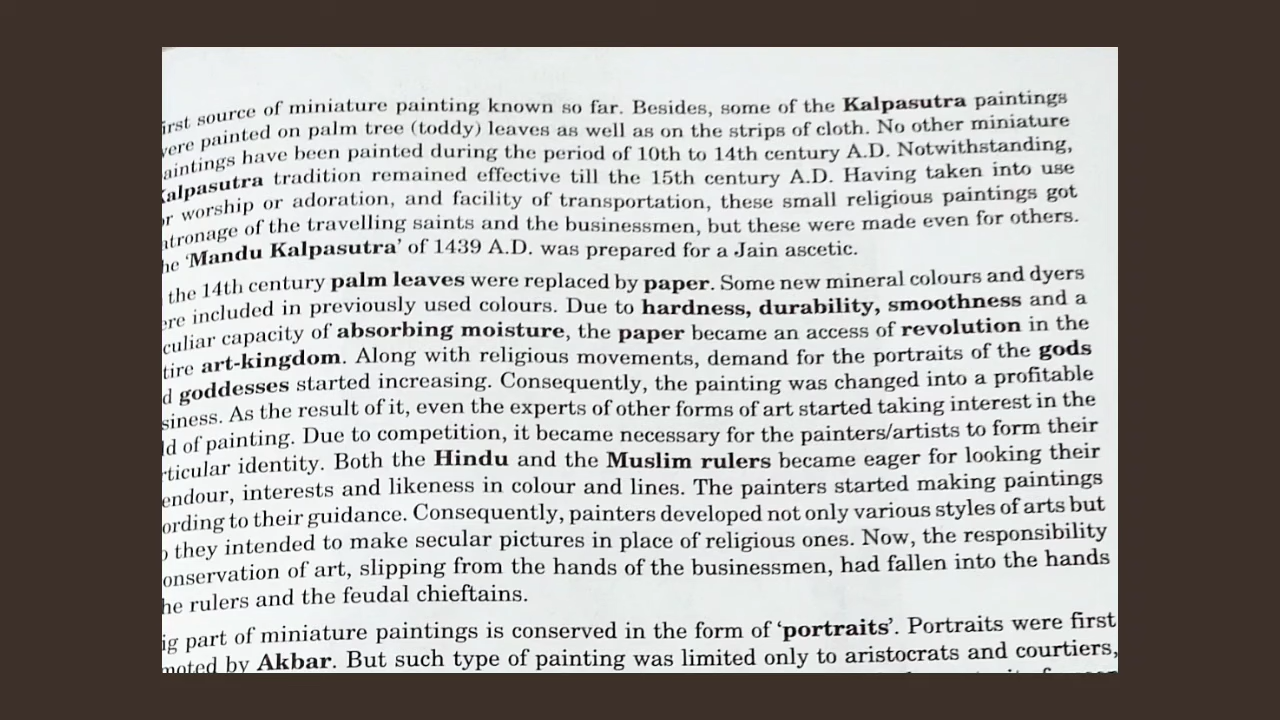 irst source of miniature painting known so far. Besides, some of the Kalpasutra paintings
vere painted on palm tree (toddy) leaves as well as on the strips of cloth. No other miniature
aintings have been painted during the period of 10th to 14th century A.D. Notwithstanding,
Kalpasutra tradition remained effective till the 15th century A.D. Having taken into use
or worship or adoration, and facility of transportation, these small religious paintings got
atronage of the travelling saints and the businessmen, but these were made even for others.
he 'Mandu Kalpasutra' of 1439 A.D. was prepared for a Jain ascetic.
the 14th century palm leaves were replaced by paper. Some new mineral colours and dyers
ere included in previously used colours. Due to hardness, durability, smoothness and a
culiar capacity of absorbing moisture, the paper became an access of revolution in the
tire art-kingdom. Along with religious movements, demand for the portraits of the gods
d goddesses started increasing. Consequently, the painting was changed into a profitable
siness. As the result of it, even the experts of other forms of art started taking interest in the
ld of painting. Due to competition, it became necessary for the painters/artists to form their
rticular identity. Both the Hindu and the Muslim rulers became eager for looking their
endour, interests and likeness in colour and lines. The painters started making paintings
ording to their guidance. Consequently, painters developed not only various styles of arts but
o they intended to make secular pictures in place of religious ones. Now, the responsibility
onservation of art, slipping from the hands of the businessmen, had fallen into the hands
he rulers and the feudal chieftains.
ig part of miniature paintings is conserved in the form of 'portraits'. Portraits were first
moted by Akbar. But such type of painting was limited only to aristocrats and courtiers,